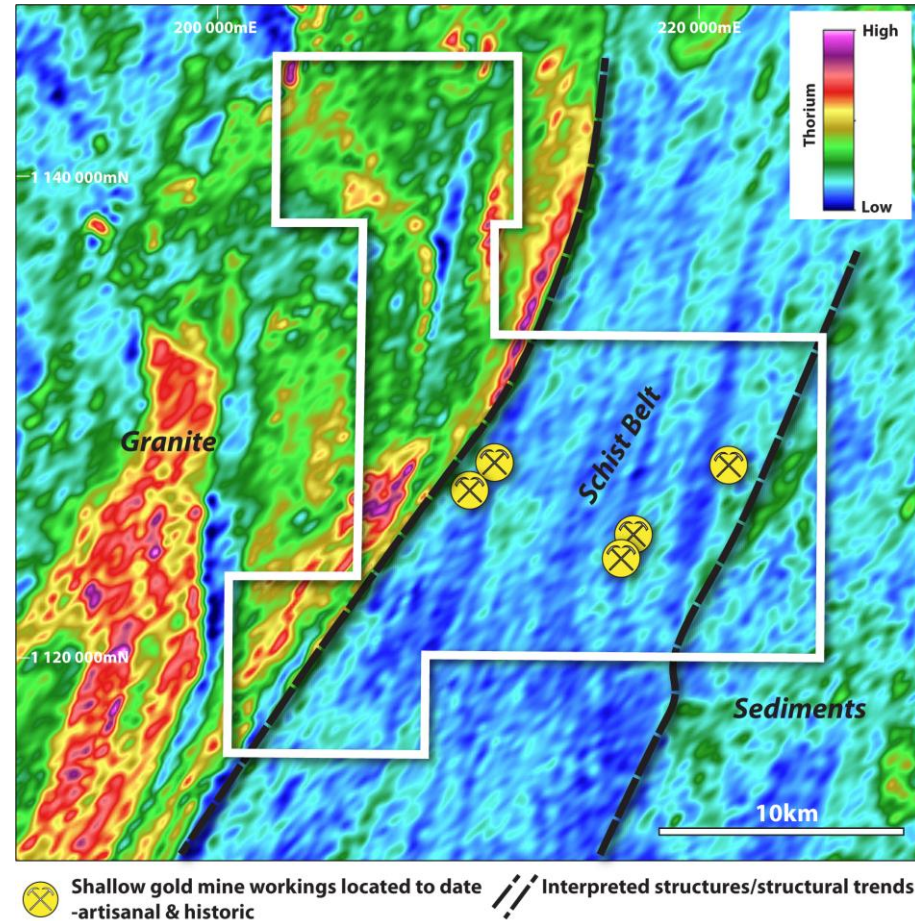 200 000mE
220 000mE
High
Thorium
Low
1 140 000mN
Granite
Schist Belt
1 120 000mN
Sediments
10km
Shallow gold mine workings located to date
-artisanal & historic
Interpreted structures/structural trends